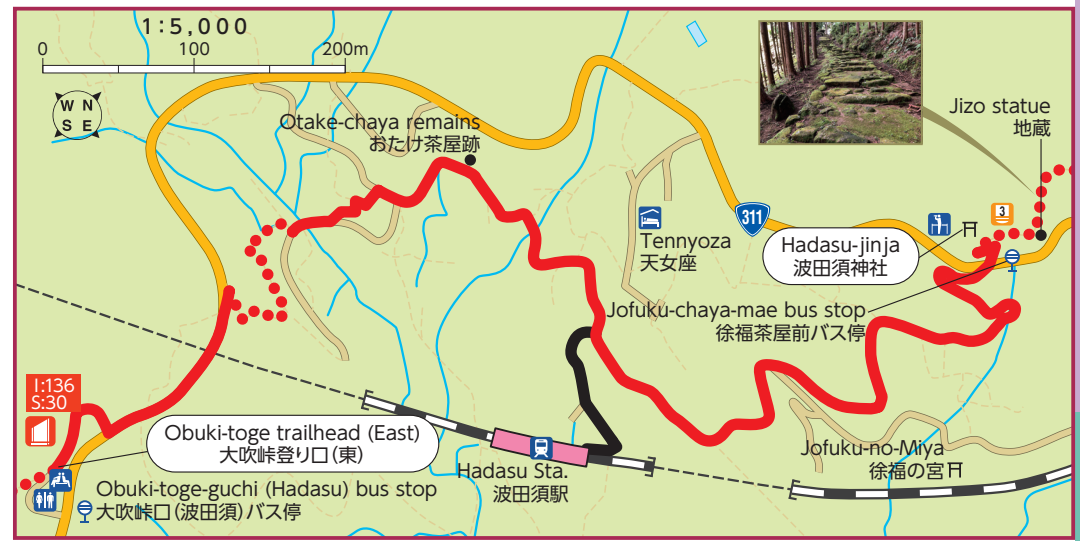 1:5,000
0 100 200m
W N
S E
Otake-chaya remains
おたけ茶屋跡
Jizo statue
地蔵
3
311
Tennyoza
天女座
Hadasu-jinja
波田須神社
Jofuku-chaya-mae bus stop
徐福茶屋前バス停
I:136
S:30
Obuki-toge trailhead (East)
大吹峠登り口(東)
Hadasu Sta.
波田須駅
Jofuku-no-Miya
徐福の宮
Obuki-toge-guchi (Hadasu) bus stop
大吹峠口(波田須)バス停